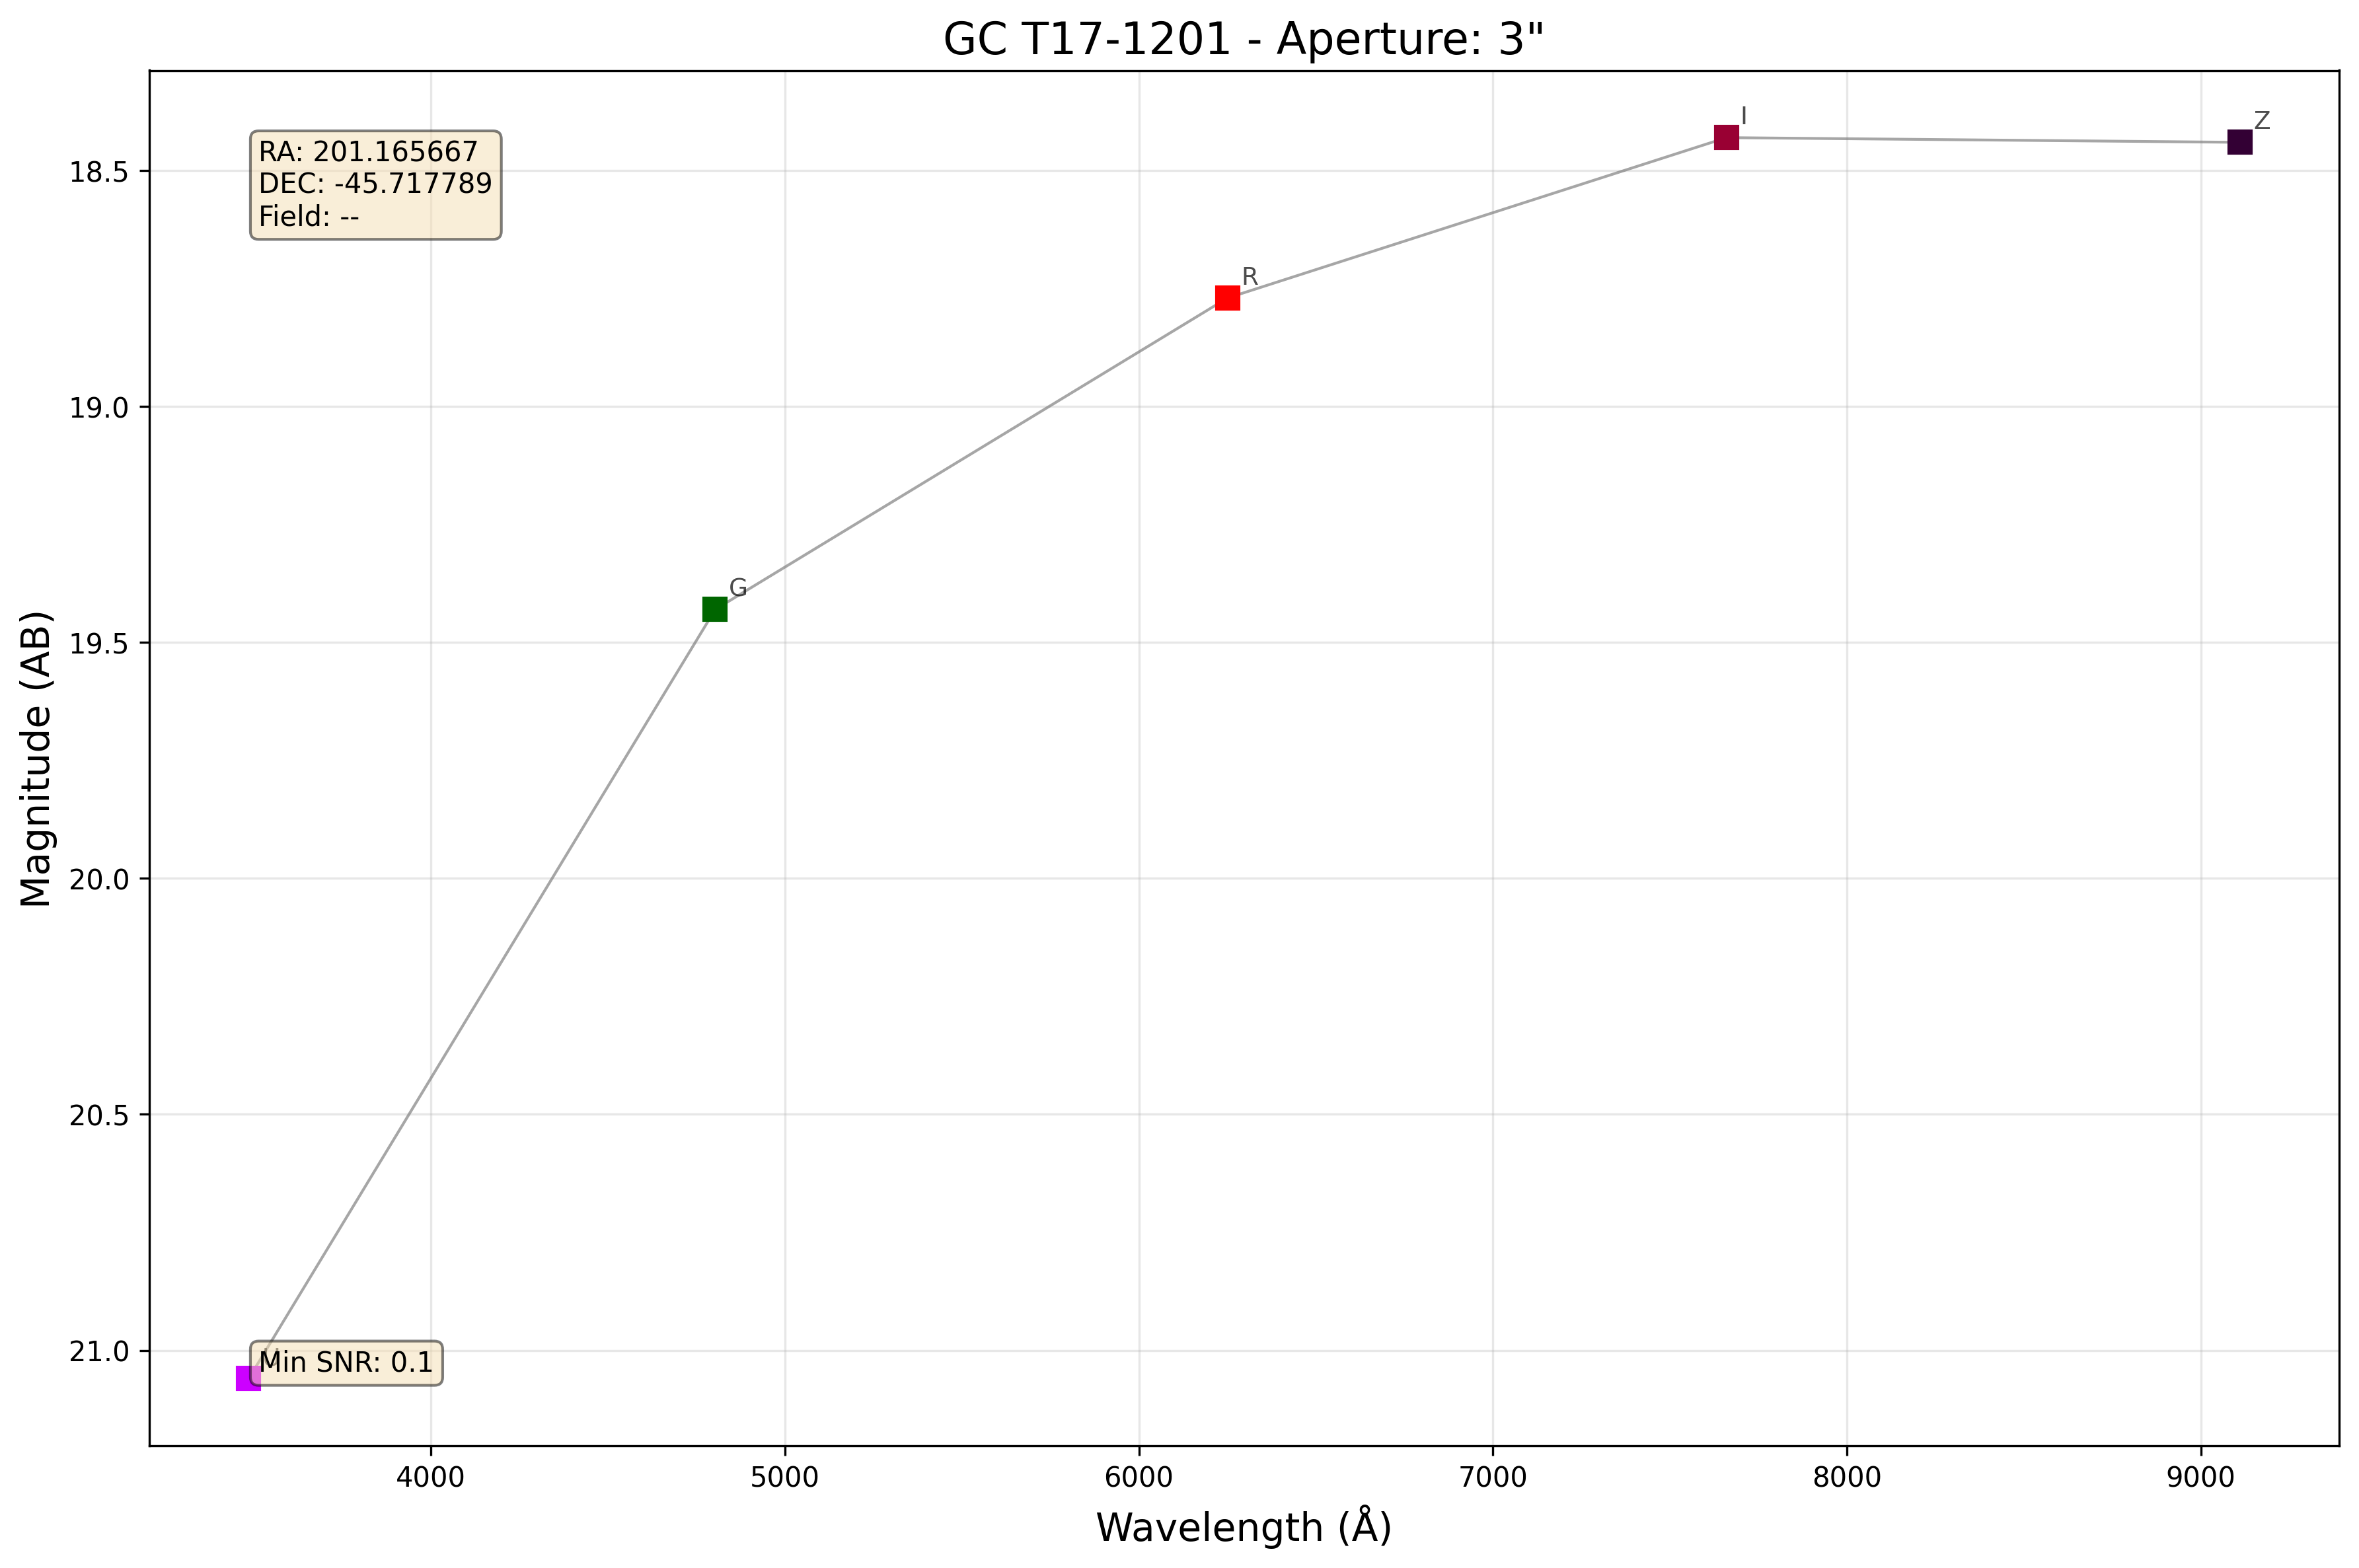 GC T17-1201 - Aperture: 3"
RA: 201.165667
DEC: -45.717789
Field: --
I
Z
18.5
R
19.0
G
19.5
Magnitude (AB)
20.0
20.5
21.0
Min SNR: 0.1
4000 5000 6000 7000 8000 9000
Wavelength (Å)